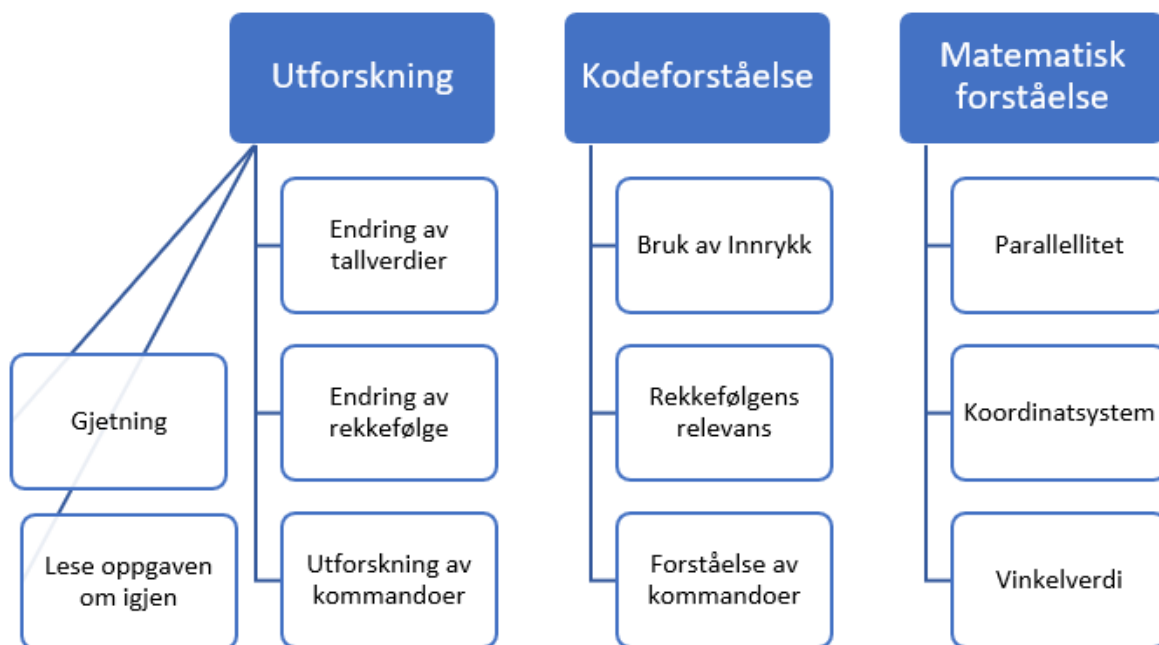 Utforskning
Endring av
tallverdier
Endring av
rekkefølge
Utforskning av
kommandoer
Gjetning
Lese oppgaven
om igjen
Kodeforståelse
Bruk av Innrykk
Rekkefølgens
relevans
Forståelse av
kommandoer
Matematisk
forståelse
Parallellitet
Koordinatsystem
Vinkelverdi